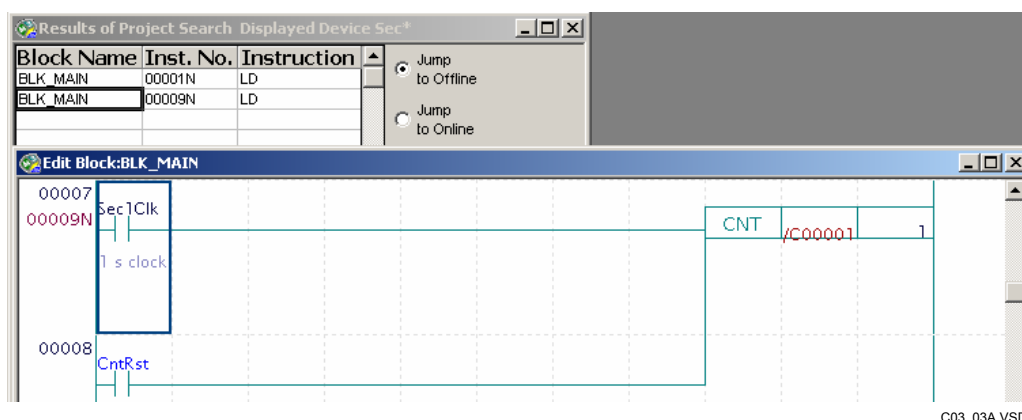 Results of Project Search Displayed Device Sec*
Block Name Inst. No. Instruction
BLK_MAIN 00001N LD
BLK_MAIN 00009N LD
Jump
to Offline
Jump
to Online
Edit Block:BLK_MAIN
00007
00009N
Sec1Clk
CNT /C00001 1
1 s clock
00008
CntRst
C03_03A.VSD